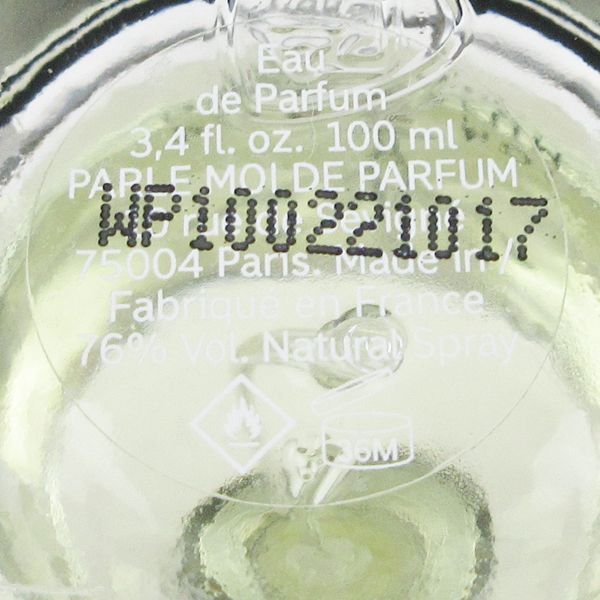 Eau
de Parfum
3,4 fl. oz. 100 ml
PARLE MOI DE PARFUM
WP100221017
rue de Sévigné
75004 Paris. Made in /
Fabriqué en France
76% Vol. Natural Spray
36M